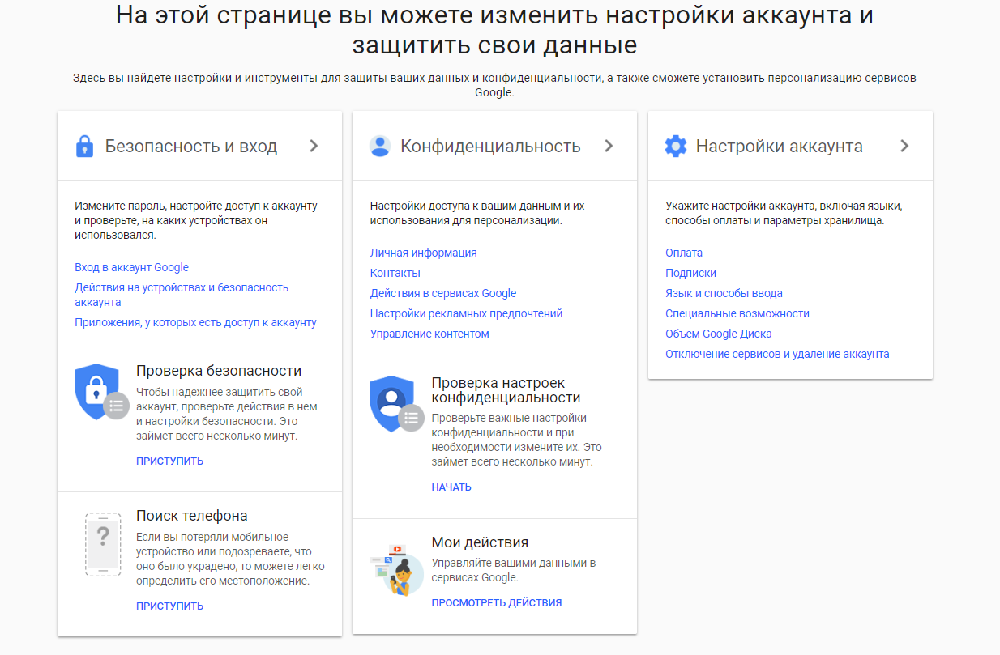 На этой странице вы можете изменить настройки аккаунта и
защитить свои данные
Здесь вы найдете настройки и инструменты для защиты ваших данных и конфиденциальности, а также сможете установить персонализацию сервисов
Google.
Безопасность и вход
Измените пароль, настройте доступ к аккаунту
и проверьте, на каких устройствах он
использовался.
Вход в аккаунт Google
Действия на устройствах и безопасность
аккаунта
Приложения, у которых есть доступ к аккаунту
Проверка безопасности
Чтобы надежнее защитить свой
аккаунт, проверьте действия в нем
и настройки безопасности. Это
займет всего несколько минут.
ПРИСТУПИТЬ
Поиск телефона
Если вы потеряли мобильное
устройство или подозреваете, что
оно было украдено, то можете легко
определить его местоположение.
ПРИСТУПИТЬ
Конфиденциальность
Настройки доступа к вашим данным и их
использования для персонализации.
Личная информация
Контакты
Действия в сервисах Google
Настройки рекламных предпочтений
Управление контентом
Проверка настроек
конфиденциальности
Проверьте важные настройки
конфиденциальности и при
необходимости измените их. Это
займет всего несколько минут.
НАЧАТЬ
Мои действия
Управляйте вашими данными в
сервисах Google.
ПРОСМОТРЕТЬ ДЕЙСТВИЯ
Настройки аккаунта
Укажите настройки аккаунта, включая языки,
способы оплаты и параметры хранилища.
Оплата
Подписки
Язык и способы ввода
Специальные возможности
Объем Google Диска
Отключение сервисов и удаление аккаунта